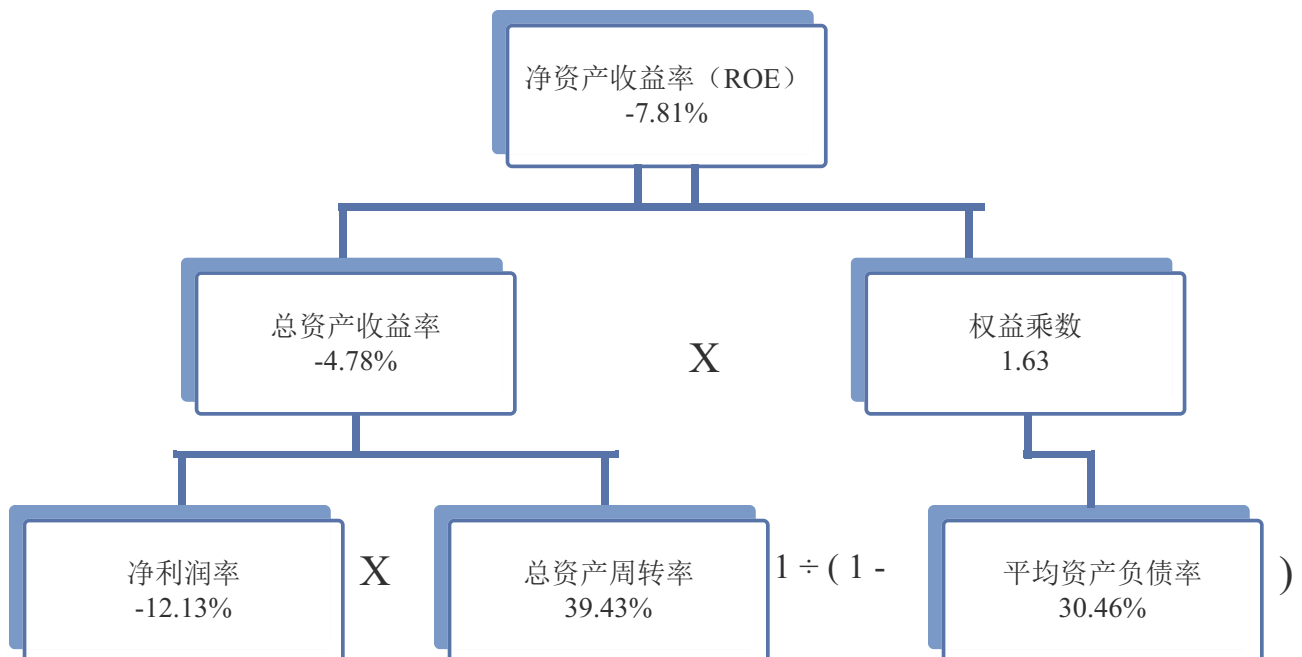 净资产收益率（ROE）
-7.81%
总资产收益率
-4.78%
X
权益乘数
1.63
净利润率
-12.13%
X
总资产周转率
39.43%
1 ÷ ( 1 -
平均资产负债率
30.46%
)